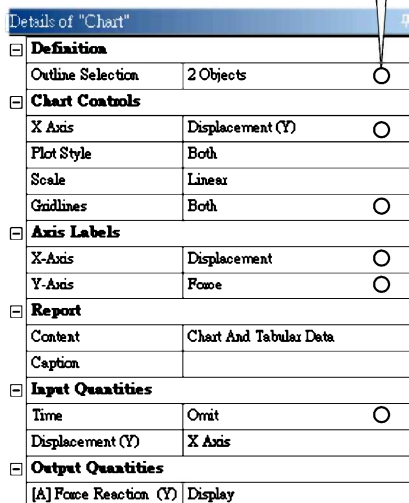 Details of "Chart"
Definition
Outline Selection 2 Objects
Chart Controls
X Axis Displacement (Y)
Plot Style Both
Scale Linear
Gridlines Both
Axis Labels
X-Axis Displacement
Y-Axis Force
Report
Content Chart And Tabular Data
Caption
Input Quantities
Time Omit
Displacement (Y) X Axis
Output Quantities
[A] Force Reaction (Y) Display